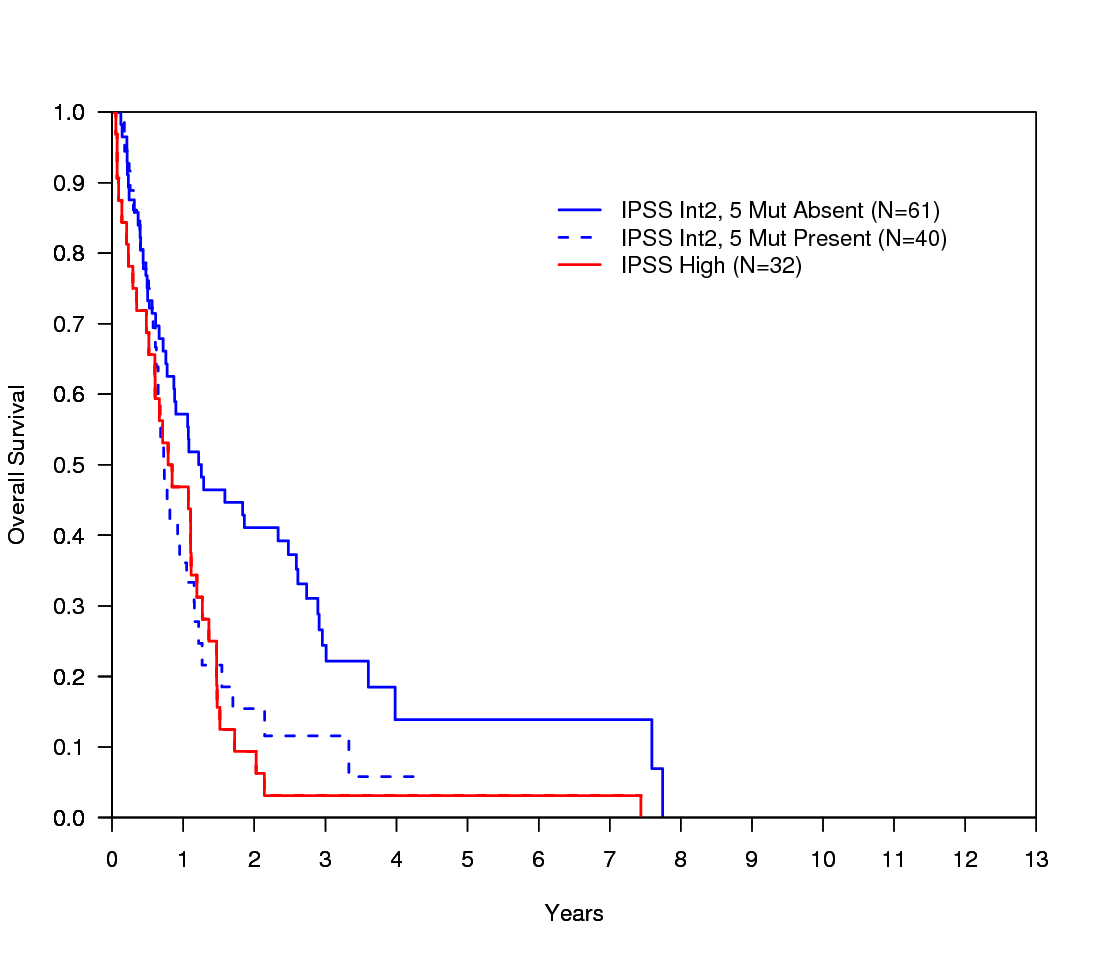 1.0
0.9
0.8
0.7
0.6
0.5
0.4
0.3
0.2
0.1
0.0
Overall Survival
IPSS Int2, 5 Mut Absent (N=61)
IPSS Int2, 5 Mut Present (N=40)
IPSS High (N=32)
0 1 2 3 4 5 6 7 8 9 10 11 12 13
Years